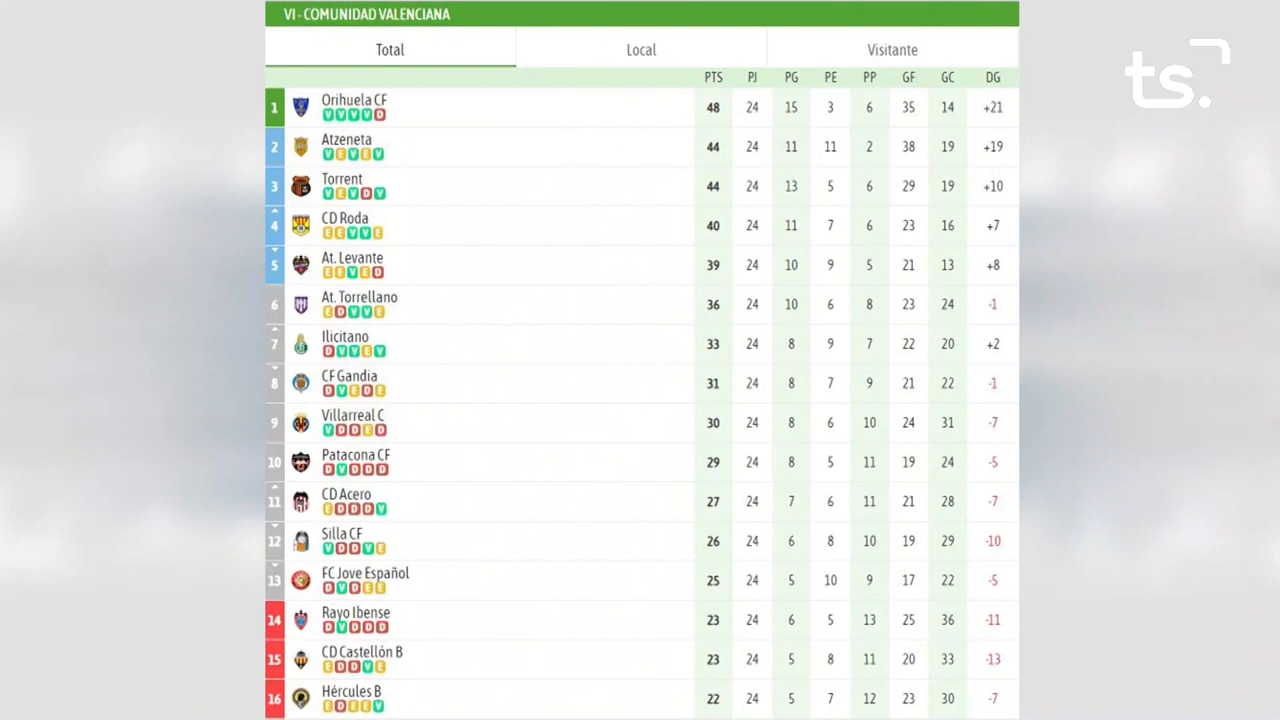 VI - COMUNIDAD VALENCIANA
Total Local Visitante
ts.
PTS PJ PG PE PP GF GC DG
1 Orihuela CF 48 24 15 3 6 35 14 +21
V V V V D
2 Atzeneta 44 24 11 11 2 38 19 +19
V E V E V
3 Torrent 44 24 13 5 6 29 19 +10
V E V D V
4 CD Roda 40 24 11 7 6 23 16 +7
E E V V E
5 At. Levante 39 24 10 9 5 21 13 +8
E E V E D
6 At. Torrellano 36 24 10 6 8 23 24 -1
E D V V E
7 Ilicitano 33 24 8 9 7 22 20 +2
D V V E V
8 CF Gandia 31 24 8 7 9 21 22 -1
D V E D E
9 Villarreal C 30 24 8 6 10 24 31 -7
V D D E D
10 Patacona CF 29 24 8 5 11 19 24 -5
D V D D D
11 CD Acero 27 24 7 6 11 21 28 -7
E D D D V
12 Silla CF 26 24 6 8 10 19 29 -10
V D D V E
13 FC Jove Español 25 24 5 10 9 17 22 -5
D V D E E
14 Rayo Ibense 23 24 6 5 13 25 36 -11
D V D D D
15 CD Castellón B 23 24 5 8 11 20 33 -13
E D D V E
16 Hércules B 22 24 5 7 12 23 30 -7
E D E E V